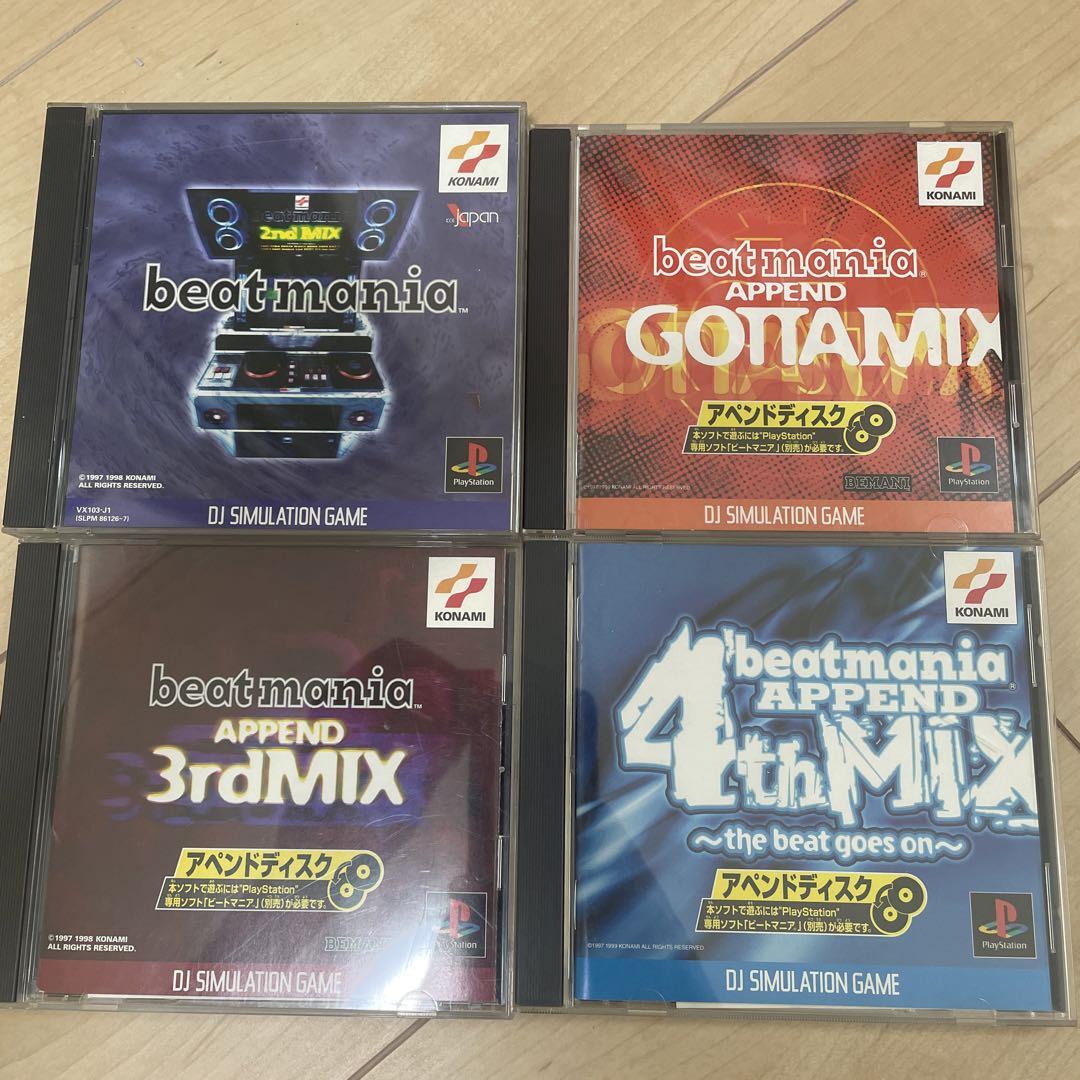 KONAMI
japan
beatmania
2nd MIX
beatmania™
©1997 1998 KONAMI
ALL RIGHTS RESERVED.
PlayStation
VX103-J1
(SLPM 86126~7)
DJ SIMULATION GAME
KONAMI
beatmania®
APPEND
GOTTAMIX
アペンドディスク
本ソフトで遊ぶには"PlayStation"
専用ソフト「ビートマニア」(別売)が必要です。
BEMANI
PlayStation
DJ SIMULATION GAME
KONAMI
beatmania™
APPEND
3rdMIX
アペンドディスク
本ソフトで遊ぶには"PlayStation"
専用ソフト「ビートマニア」(別売)が必要です。
©1997 1998 KONAMI
ALL RIGHTS RESERVED.
BEMANI
PlayStation
DJ SIMULATION GAME
KONAMI
beatmania®
APPEND
4thMIX
~the beat goes on~
アペンドディスク
本ソフトで遊ぶには"PlayStation"
専用ソフト「ビートマニア」(別売)が必要です。
©1997 1999 KONAMI ALL RIGHTS RESERVED.
PlayStation
DJ SIMULATION GAME